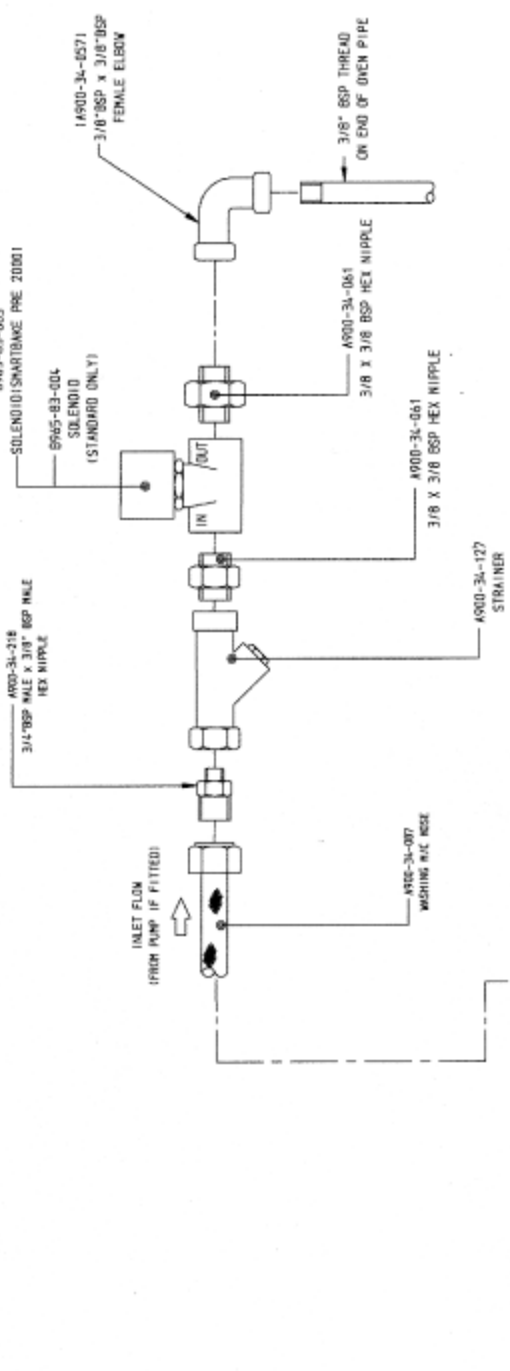 1A900-34-0571
3/8"BSP x 3/8"BSP
FEMALE ELBOW
3/8" BSP THREAD
ON END OF OVEN PIPE
SOLENOID(SMARTBAKE PRE 2000)
B965-83-004
SOLENOID
(STANDARD ONLY)
A900-34-061
3/8 X 3/8 BSP HEX NIPPLE
IN
OUT
A900-34-061
3/8 X 3/8 BSP HEX NIPPLE
A900-34-218
3/4"BSP MALE x 3/8" BSP MALE
HEX NIPPLE
A900-34-127
STRAINER
INLET FLOW
(FROM PUMP IF FITTED)
A900-34-007
WASHING M/C HOSE